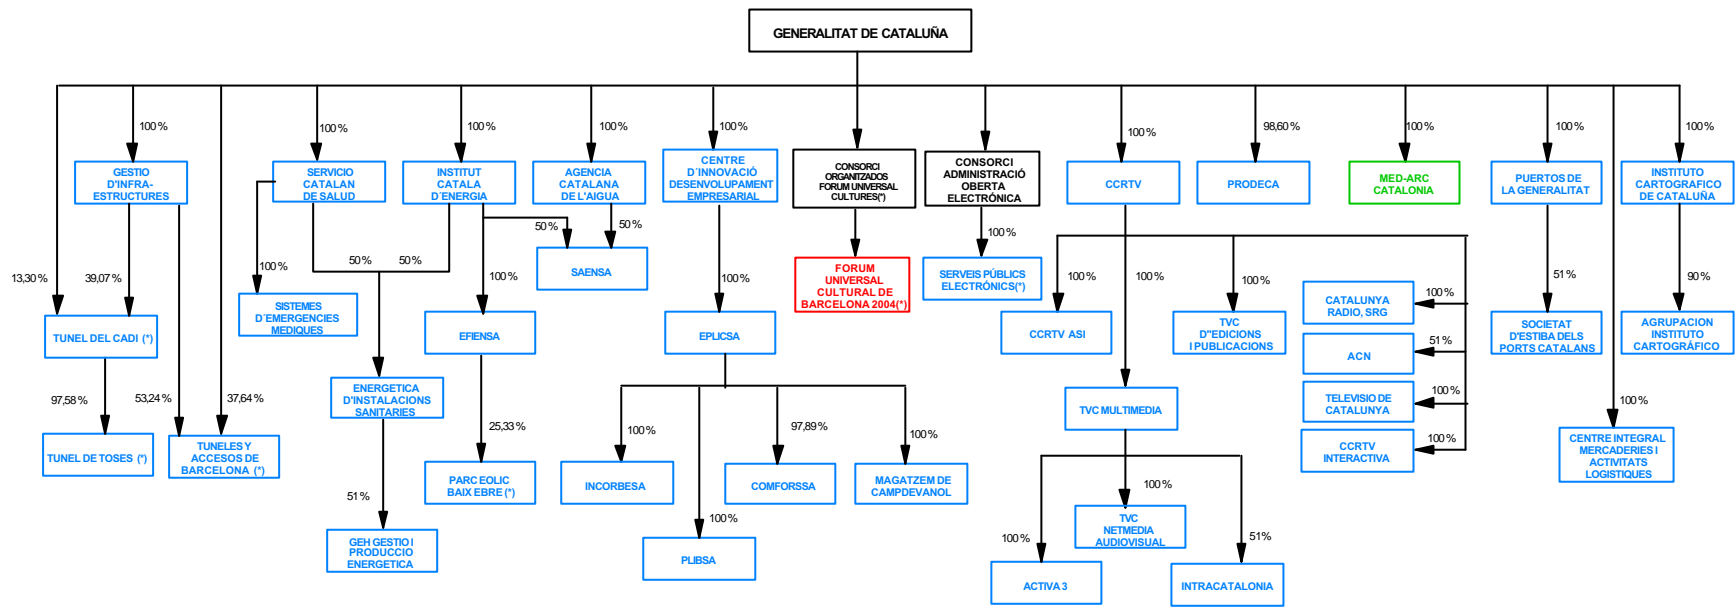 GENERALITAT DE CATALUÑA
100 %
100 %
100 %
100 %
100 %
100 %
98,60 %
100 %
100 %
100 %
GESTIO
D'INFRA-
ESTRUCTURES
SERVICIO
CATALAN
DE SALUD
INSTITUT
CATALA
D´ENERGIA
AGENCIA
CATALANA
DE L'AIGUA
CENTRE
D´INNOVACIÓ
DESENVOLUPAMENT
EMPRESARIAL
CONSORCI
ORGANITZADOS
FORUM UNIVERSAL
CULTURES(*)
CONSORCI
ADMINISTRACIÓ
OBERTA
ELECTRÓNICA
CCRTV
PRODECA
MED-ARC
CATALONIA
PUERTOS DE
LA GENERALITAT
INSTITUTO
CARTOGRAFICO
DE CATALUÑA
13,30 %
39,07 %
100 %
50 %
50 %
50 %
50 %
100 %
100 %
100 %
100 %
100 %
100 %
51 %
90 %
SISTEMES
D´EMERGENCIES
MEDIQUES
SAENSA
FORUM
UNIVERSAL
CULTURAL DE
BARCELONA 2004(*)
SERVEIS PÚBLICS
ELECTRÓNICS(*)
100 %
CATALUNYA
RADIO, SRG
TUNEL DEL CADI (*)
EFIENSA
EPLICSA
CCRTV ASI
TVC
D"EDICIONS
I PUBLICACIONS
51 %
ACN
SOCIETAT
D'ESTIBA DELS
PORTS CATALANS
AGRUPACION
INSTITUTO
CARTOGRÁFICO
97,58 %
53,24 %
37,64 %
ENERGETICA
D'INSTALACIONS
SANITARIES
TVC MULTIMEDIA
100 %
TELEVISIO DE
CATALUNYA
100 %
25,33 %
100 %
97,89 %
100 %
100 %
CCRTV
INTERACTIVA
TUNEL DE TOSES (*)
TUNELES Y
ACCESOS DE
BARCELONA (*)
CENTRE INTEGRAL
MERCADERIES I
ACTIVITATS
LOGISTIQUES
PARC EOLIC
BAIX EBRE (*)
INCORBESA
COMFORSSA
MAGATZEM DE
CAMPDEVANOL
51 %
100 %
100 %
GEH GESTIO I
PRODUCCIO
ENERGETICA
TVC
NETMEDIA
AUDIOVISUAL
100 %
51%
PLIBSA
ACTIVA 3
INTRACATALONIA